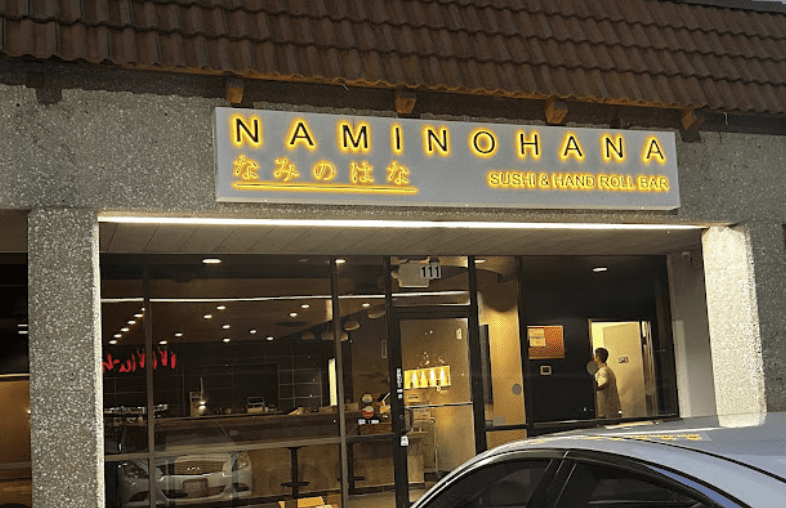 NAMINOHANA
なみのはな
SUSHI & HAND ROLL BAR
111